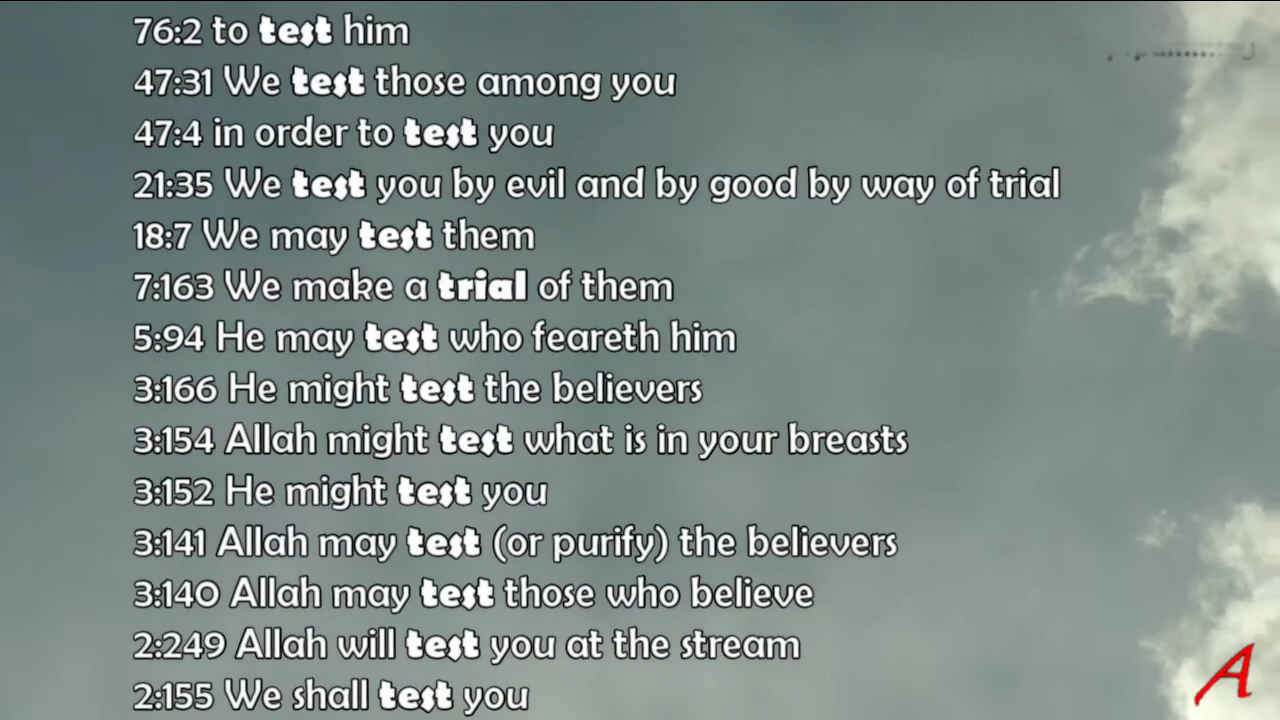 76:2 to test him
47:31 We test those among you
47:4 in order to test you
21:35 We test you by evil and by good by way of trial
18:7 We may test them
7:163 We make a trial of them
5:94 He may test who feareth him
3:166 He might test the believers
3:154 Allah might test what is in your breasts
3:152 He might test you
3:141 Allah may test (or purify) the believers
3:140 Allah may test those who believe
2:249 Allah will test you at the stream
2:155 We shall test you
A